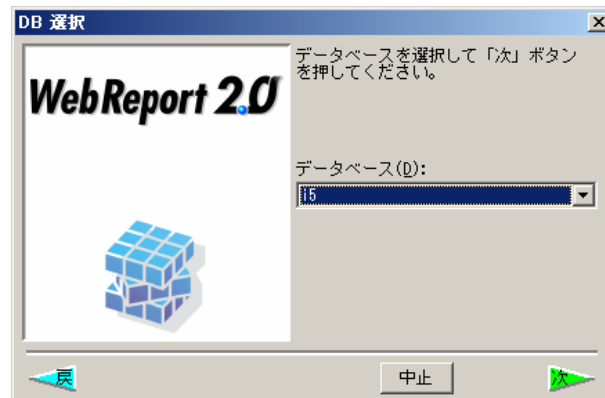 DB 選択
データベースを選択して「次」ボタン
を押してください。
WebReport 2.0
データベース(D):
i5
戻
中止
次